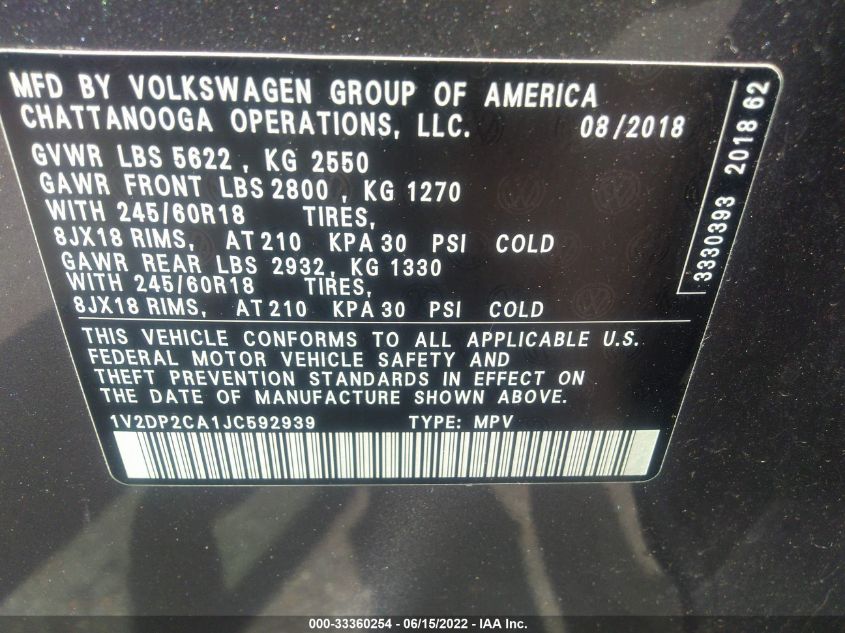 MFD BY VOLKSWAGEN GROUP OF AMERICA
CHATTANOOGA OPERATIONS, LLC. 08/2018
GVWR LBS 5622 , KG 2550
GAWR FRONT LBS 2800 , KG 1270
WITH 245/60R18 TIRES,
8JX18 RIMS, AT 210 KPA 30 PSI COLD
GAWR REAR LBS 2932, KG 1330
WITH 245/60R18 TIRES,
8JX18 RIMS, AT 210 KPA 30 PSI COLD
THIS VEHICLE CONFORMS TO ALL APPLICABLE U.S.
FEDERAL MOTOR VEHICLE SAFETY AND
THEFT PREVENTION STANDARDS IN EFFECT ON
THE DATE OF MANUFACTURE SHOWN ABOVE.
1V2DP2CA1JC592939 TYPE: MPV
3330393 2018 62
000-33360254 - 06/15/2022 - IAA Inc.